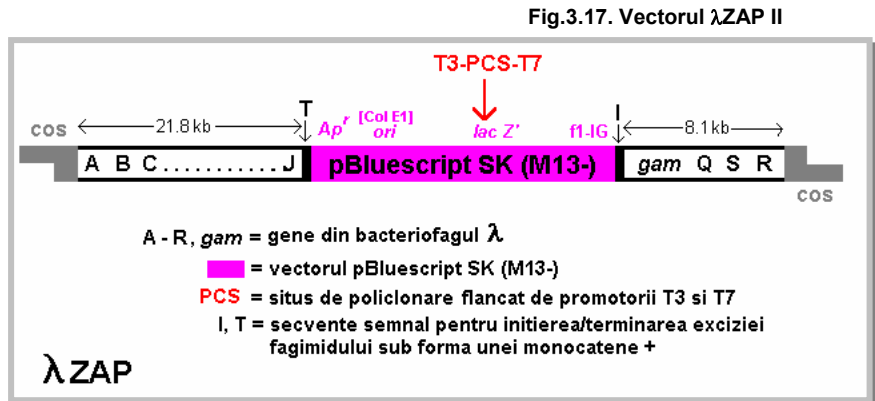 Fig.3.17. Vectorul λZAP II
T3-PCS-T7
T
I
cos
21.8 kb
Apʳ [Col E1] ori
lac Z'
f1-IG
8.1 kb
A B C . . . . . . . . . . . J
pBluescript SK (M13-)
gam Q S R
cos
A - R, gam = gene din bacteriofagul λ
= vectorul pBluescript SK (M13-)
PCS = situs de policlonare flancat de promotorii T3 si T7
I, T = secvente semnal pentru initierea/terminarea exciziei
fagimidului sub forma unei monocatene +
λ ZAP